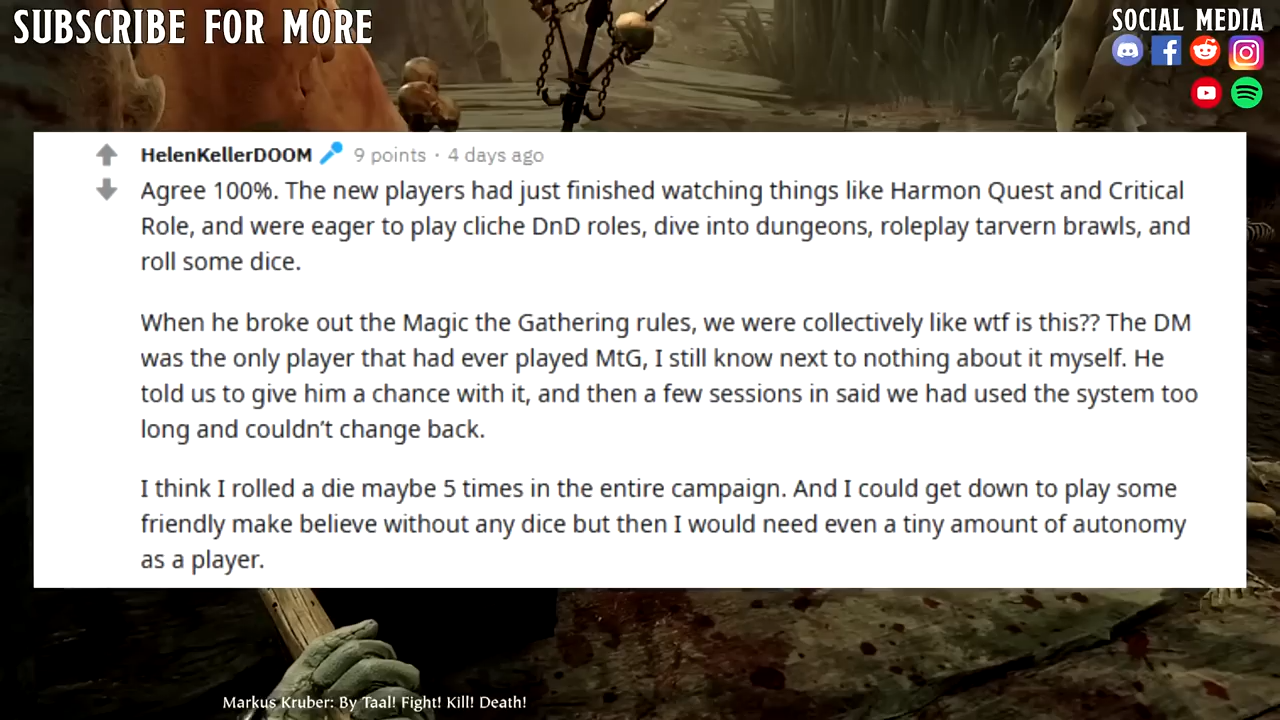 SUBSCRIBE FOR MORE
SOCIAL MEDIA
HelenKellerDOOM 9 points · 4 days ago
Agree 100%. The new players had just finished watching things like Harmon Quest and Critical
Role, and were eager to play cliche DnD roles, dive into dungeons, roleplay tarvern brawls, and
roll some dice.
When he broke out the Magic the Gathering rules, we were collectively like wtf is this?? The DM
was the only player that had ever played MtG, I still know next to nothing about it myself. He
told us to give him a chance with it, and then a few sessions in said we had used the system too
long and couldn't change back.
I think I rolled a die maybe 5 times in the entire campaign. And I could get down to play some
friendly make believe without any dice but then I would need even a tiny amount of autonomy
as a player.
Markus Kruber: By Taal! Fight! Kill! Death!